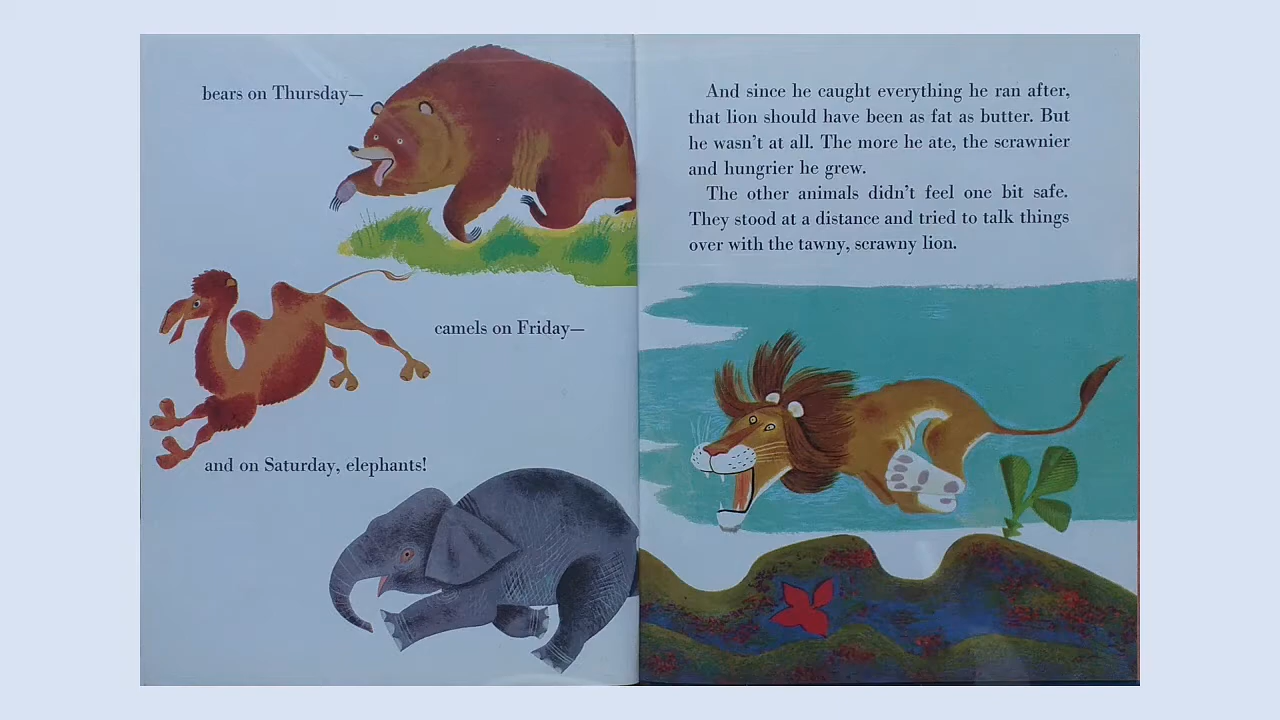 bears on Thursday—
camels on Friday—
and on Saturday, elephants!
And since he caught everything he ran after,
that lion should have been as fat as butter. But
he wasn't at all. The more he ate, the scrawnier
and hungrier he grew.
The other animals didn't feel one bit safe.
They stood at a distance and tried to talk things
over with the tawny, scrawny lion.